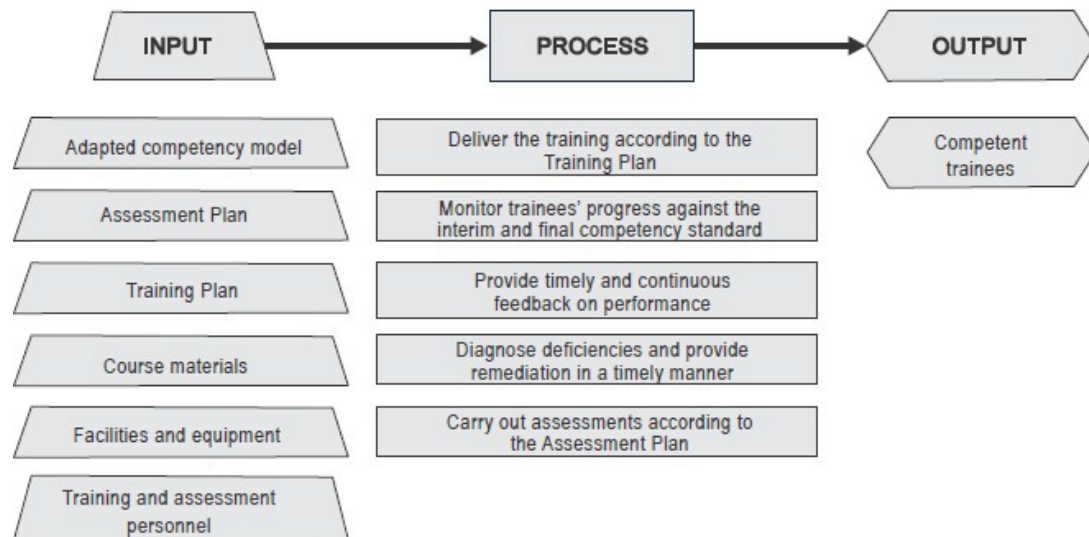 INPUT
PROCESS
OUTPUT
Adapted competency model
Assessment Plan
Training Plan
Course materials
Facilities and equipment
Training and assessment
personnel
Deliver the training according to the
Training Plan
Monitor trainees' progress against the
interim and final competency standard
Provide timely and continuous
feedback on performance
Diagnose deficiencies and provide
remediation in a timely manner
Carry out assessments according to
the Assessment Plan
Competent
trainees